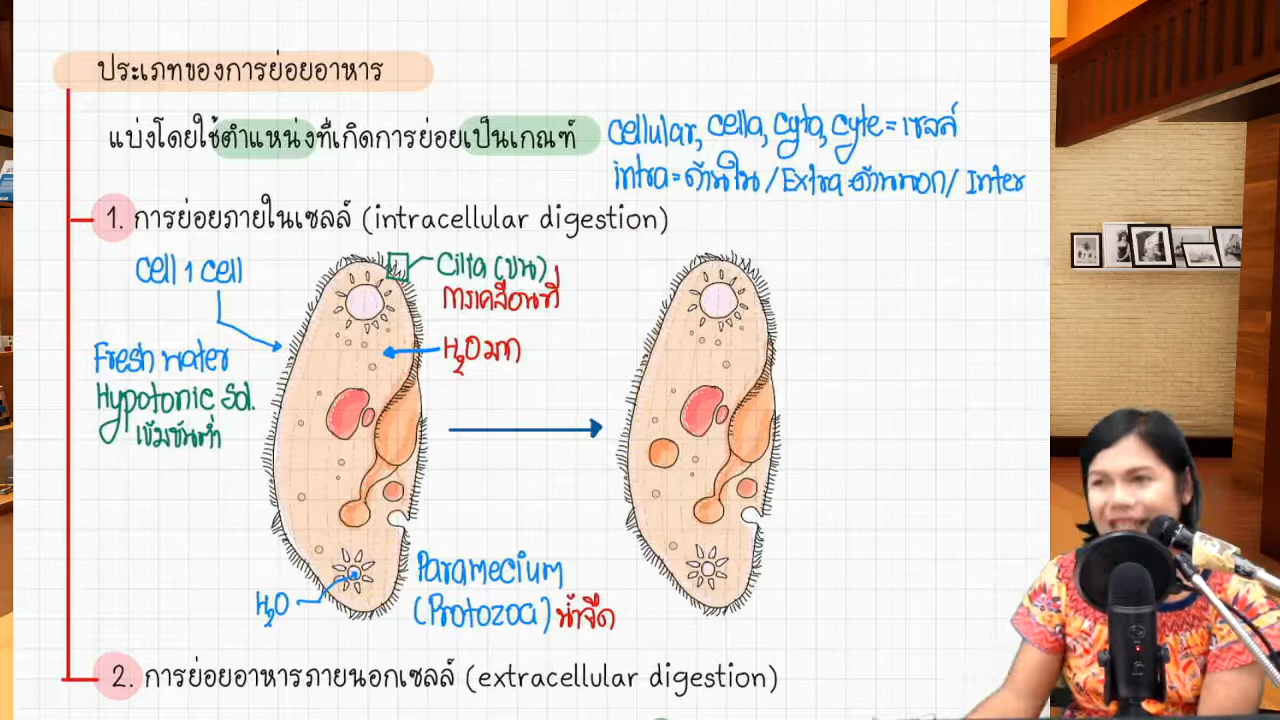 ประเภทของการย่อยอาหาร
แบ่งโดยใช้ตำแหน่งที่เกิดการย่อยเป็นเกณฑ์
Cellular, cella, cyto, cyte = เซลล์
intra = ด้านใน / Extra = ด้านนอก / Inter
1. การย่อยภายในเซลล์ (intracellular digestion)
Cell 1 cell
Cilia (ขน)
การเคลื่อนที่
H₂O มาก
Fresh water
Hypotonic Sol.
เข้มข้นต่ำ
Paramecium
(Protozoa) น้ำจืด
H₂O
2. การย่อยอาหารภายนอกเซลล์ (extracellular digestion)